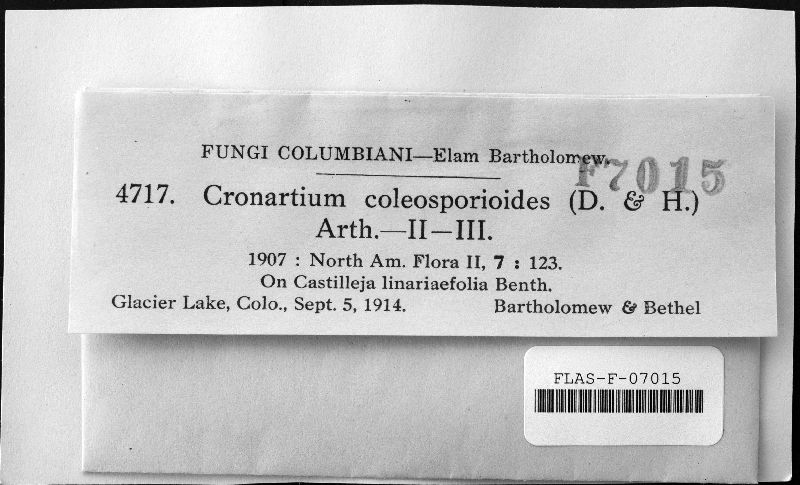 FUNGI COLUMBIANI—Elam Bartholomew.
F7015
4717. Cronartium coleosporioides (D. & H.)
Arth.—II—III.
1907 : North Am. Flora II, 7 : 123.
On Castilleja linariaefolia Benth.
Glacier Lake, Colo., Sept. 5, 1914. Bartholomew & Bethel
FLAS-F-07015